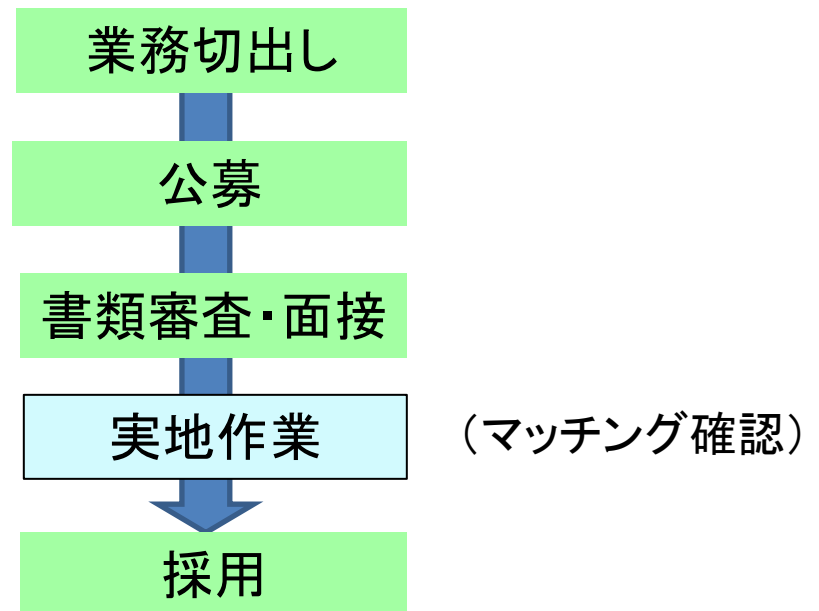 業務切出し
公募
書類審査・面接
実地作業
（マッチング確認）
採用